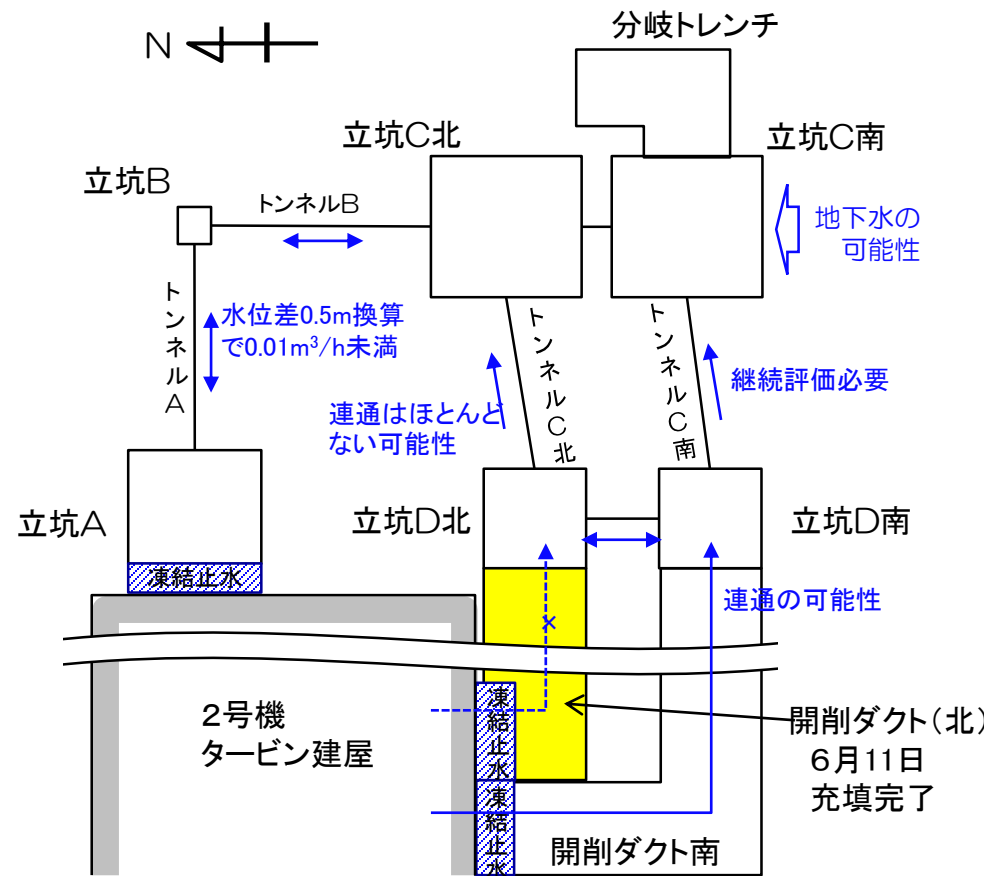 分岐トレンチ
N
立坑C北
立坑C南
立坑B
トンネルB
地下水の
可能性
トンネルA
水位差0.5m換算
で0.01m³/h未満
トンネルC北
トンネルC南
継続評価必要
連通はほとんど
ない可能性
立坑A
立坑D北
立坑D南
凍結止水
連通の可能性
×
2号機
タービン建屋
凍結止水
開削ダクト(北)
6月11日
充填完了
凍結止水
開削ダクト南